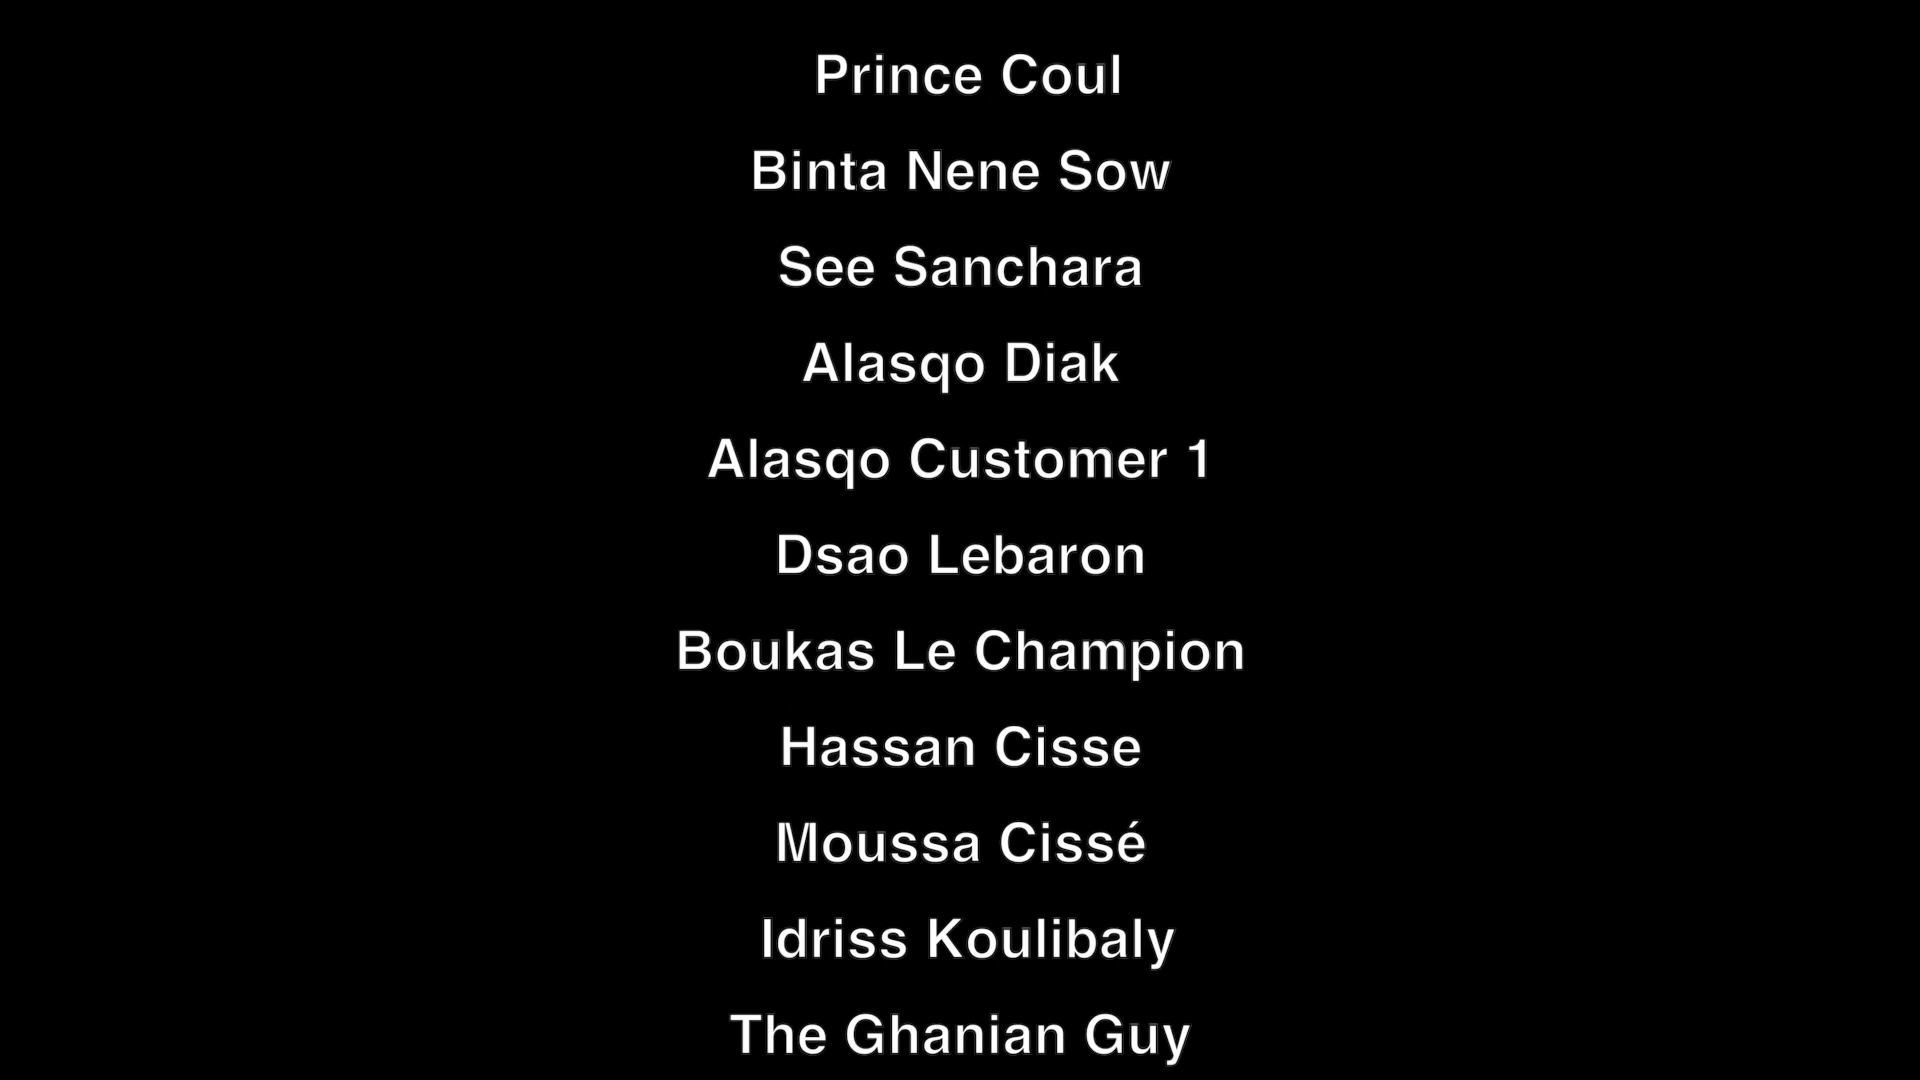 Prince Coul
Binta Nene Sow
See Sanchara
Alasqo Diak
Alasqo Customer 1
Dsao Lebaron
Boukas Le Champion
Hassan Cisse
Moussa Cissé
Idriss Koulibaly
The Ghanian Guy